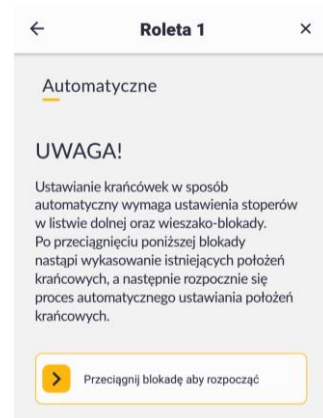 Roleta 1
Automatyczne
UWAGA!
Ustawianie krańcówek w sposób
automatyczny wymaga ustawienia stoperów
w listwie dolnej oraz wieszako-blokady.
Po przeciągnięciu poniższej blokady
nastąpi wykasowanie istniejących położeń
krańcowych, a następnie rozpocznie się
proces automatycznego ustawiania położeń
krańcowych.
Przeciągnij blokadę aby rozpocząć